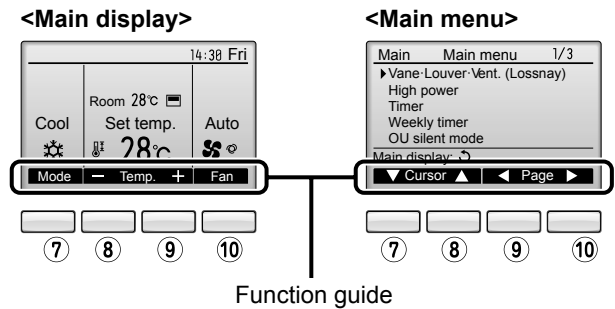 <Main display>
14:30 Fri
Room 28°C
Cool Set temp. Auto
28°C
Mode − Temp. + Fan
7 8 9 10
<Main menu>
Main Main menu 1/3
▶Vane·Louver·Vent. (Lossnay)
High power
Timer
Weekly timer
OU silent mode
Main display:
▼ Cursor ▲ ◀ Page ▶
7 8 9 10
Function guide